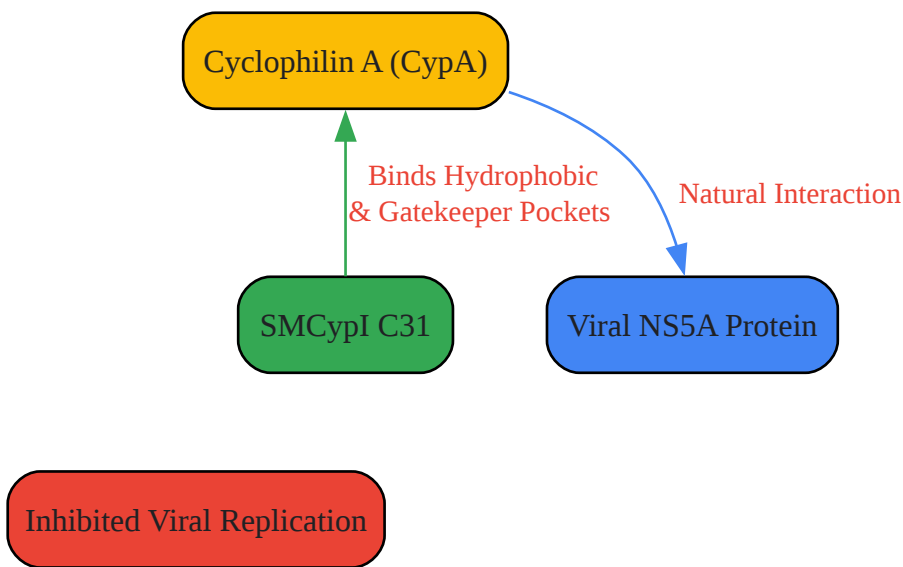 Cyclophilin A (CypA)
Binds Hydrophobic
& Gatekeeper Pockets
Natural Interaction
SMCypI C31
Viral NS5A Protein
Inhibited Viral Replication